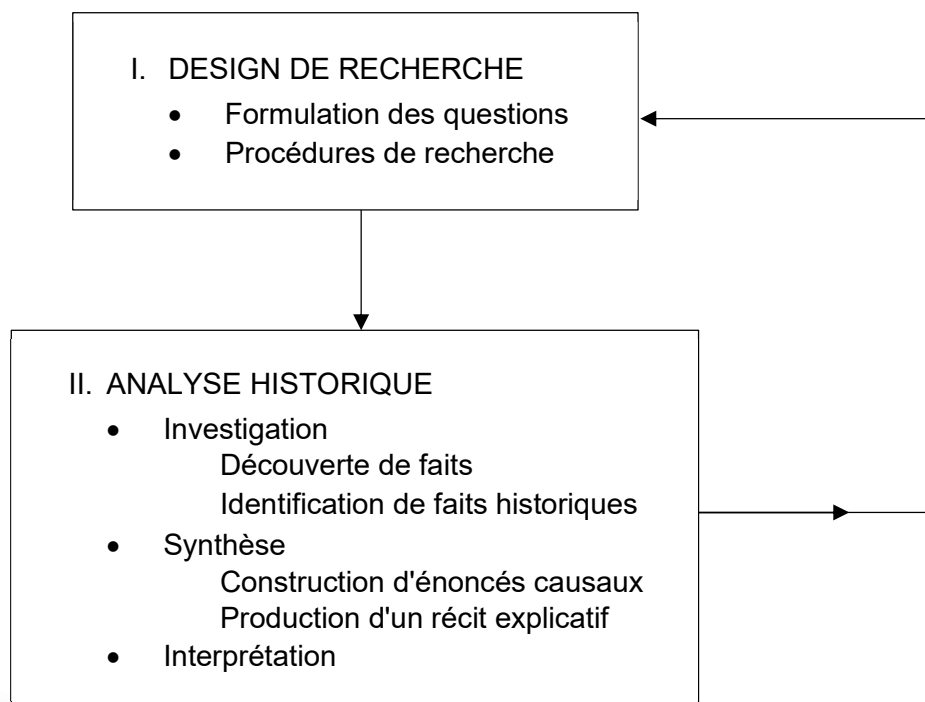 I. DESIGN DE RECHERCHE
• Formulation des questions
• Procédures de recherche
II. ANALYSE HISTORIQUE
• Investigation
Découverte de faits
Identification de faits historiques
• Synthèse
Construction d'énoncés causaux
Production d'un récit explicatif
• Interprétation